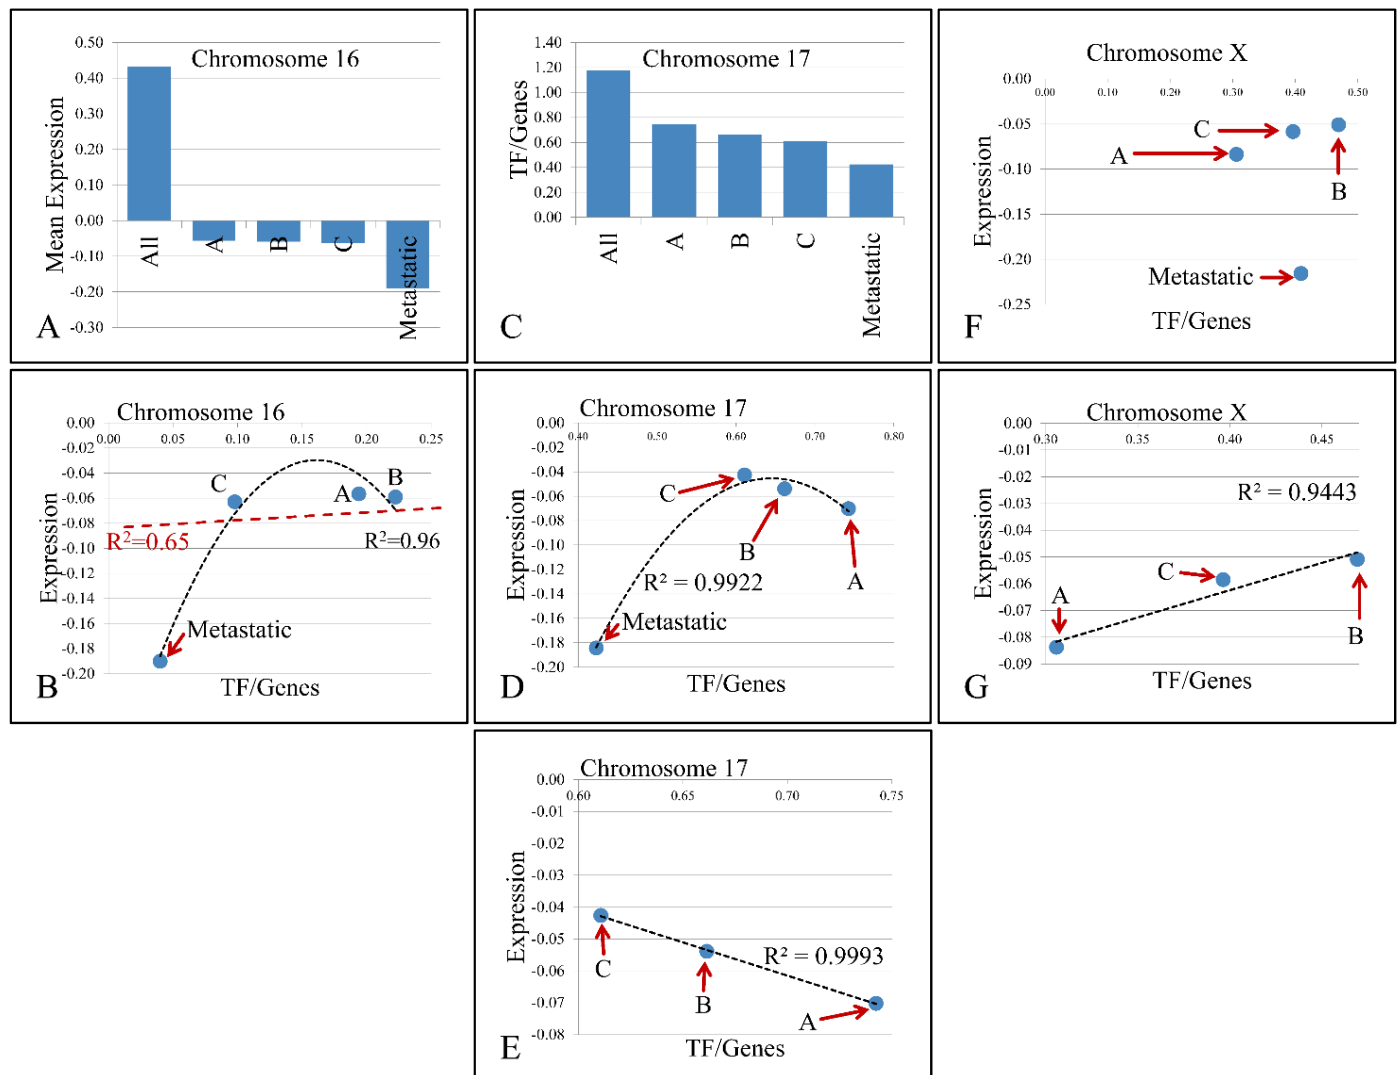 Chromosome 16
Mean Expression
0.50
0.40
0.30
0.20
0.10
0.00
-0.10
-0.20
-0.30
All
A
B
C
Metastatic
A
Chromosome 17
TF/Genes
1.40
1.20
1.00
0.80
0.60
0.40
0.20
0.00
All
A
B
C
Metastatic
C
Chromosome X
Expression
0.00
-0.05
-0.10
-0.15
-0.20
-0.25
0.00 0.10 0.20 0.30 0.40 0.50
C
A
B
Metastatic
TF/Genes
F
Chromosome 16
Expression
0.00
-0.02
-0.04
-0.06
-0.08
-0.10
-0.12
-0.14
-0.16
-0.18
-0.20
0.00 0.05 0.10 0.15 0.20 0.25
C
A
B
R²=0.65
R²=0.96
Metastatic
TF/Genes
B
Chromosome 17
Expression
0.00
-0.02
-0.04
-0.06
-0.08
-0.10
-0.12
-0.14
-0.16
-0.18
-0.20
0.40 0.50 0.60 0.70 0.80
C
B
A
R² = 0.9922
Metastatic
TF/Genes
D
Chromosome X
Expression
0.00
-0.01
-0.02
-0.03
-0.04
-0.05
-0.06
-0.07
-0.08
-0.09
0.30 0.35 0.40 0.45
R² = 0.9443
C
A
B
TF/Genes
G
Chromosome 17
Expression
0.00
-0.01
-0.02
-0.03
-0.04
-0.05
-0.06
-0.07
-0.08
0.60 0.65 0.70 0.75
R² = 0.9993
C
B
A
TF/Genes
E